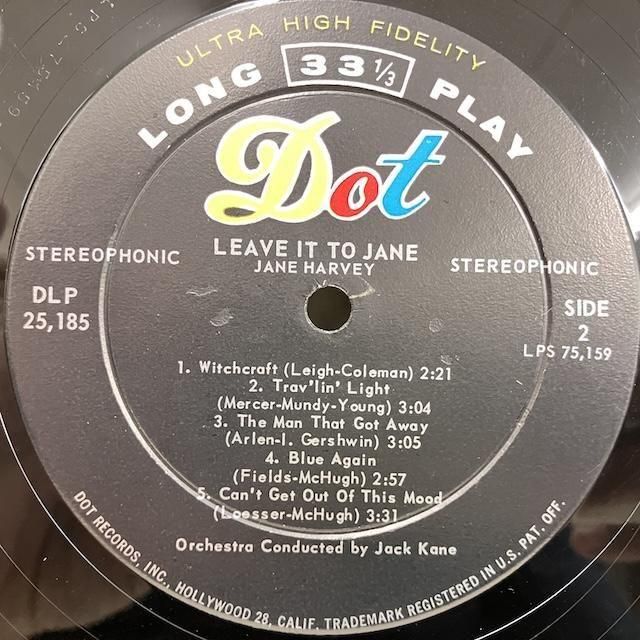 ULTRA HIGH FIDELITY
LONG 33 1/3 PLAY
Dot
LEAVE IT TO JANE
JANE HARVEY
STEREOPHONIC
STEREOPHONIC
DLP
25,185
SIDE
2
LPS 75,159
1. Witchcraft (Leigh-Coleman) 2:21
2. Trav'lin' Light
(Mercer-Mundy-Young) 3:04
3. The Man That Got Away
(Arlen-I. Gershwin) 3:05
4. Blue Again
(Fields-McHugh) 2:57
5. Can't Get Out Of This Mood
(Loesser-McHugh) 3:31
Orchestra Conducted by Jack Kane
DOT RECORDS, INC., HOLLYWOOD 28, CALIF. TRADEMARK REGISTERED IN U.S. PAT. OFF.